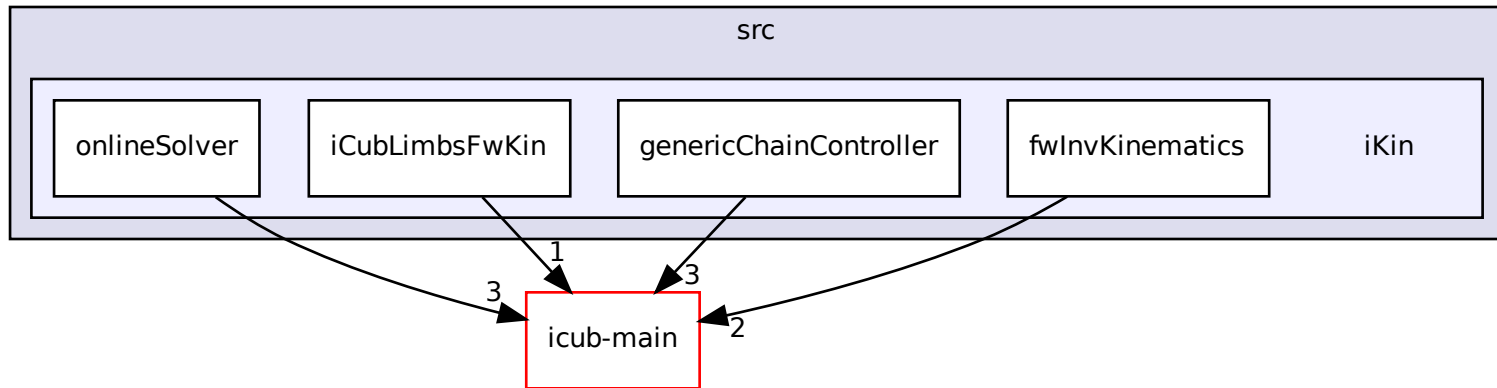 src
onlineSolver
iCubLimbsFwKin
genericChainController
fwInvKinematics
iKin
3
1
3
2
icub-main